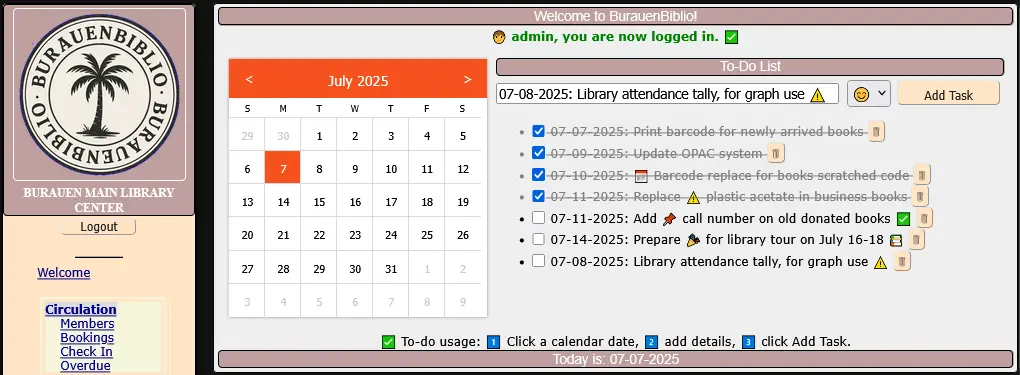 BURAUENBIBLIO · BURAUENBIBLIO ·
BURAUEN MAIN LIBRARY
CENTER
Logout
Welcome
Circulation
Members
Bookings
Check In
Overdue
Welcome to BurauenBiblio!
🧑 admin, you are now logged in. ✅
< July 2025 >
S M T W T F S
29 30 1 2 3 4 5
6 7 8 9 10 11 12
13 14 15 16 17 18 19
20 21 22 23 24 25 26
27 28 29 30 31 1 2
3 4 5 6 7 8 9
To-Do List
07-08-2025: Library attendance tally, for graph use ⚠️
😊 Add Task
07-07-2025: Print barcode for newly arrived books
07-09-2025: Update OPAC system
07-10-2025: 📅 Barcode replace for books scratched code
07-11-2025: Replace ⚠️ plastic acetate in business books
07-11-2025: Add 📌 call number on old donated books ✅
07-14-2025: Prepare 🎉 for library tour on July 16-18 📒
07-08-2025: Library attendance tally, for graph use ⚠️
✅ To-do usage: 1️⃣ Click a calendar date, 2️⃣ add details, 3️⃣ click Add Task.
Today is: 07-07-2025